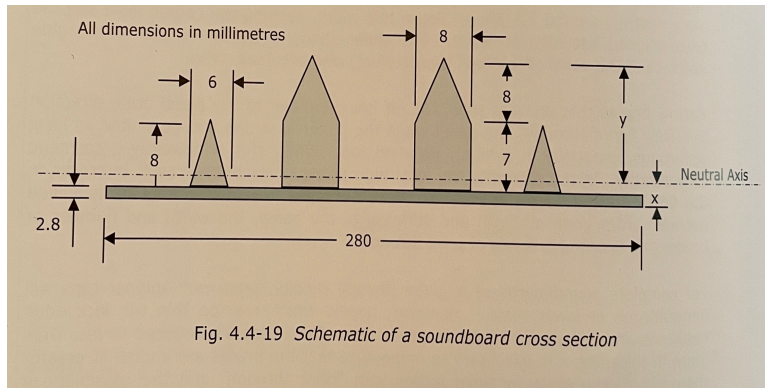 All dimensions in millimetres
8
6
8
y
8
7
Neutral Axis
x
2.8
280
Fig. 4.4-19 Schematic of a soundboard cross section